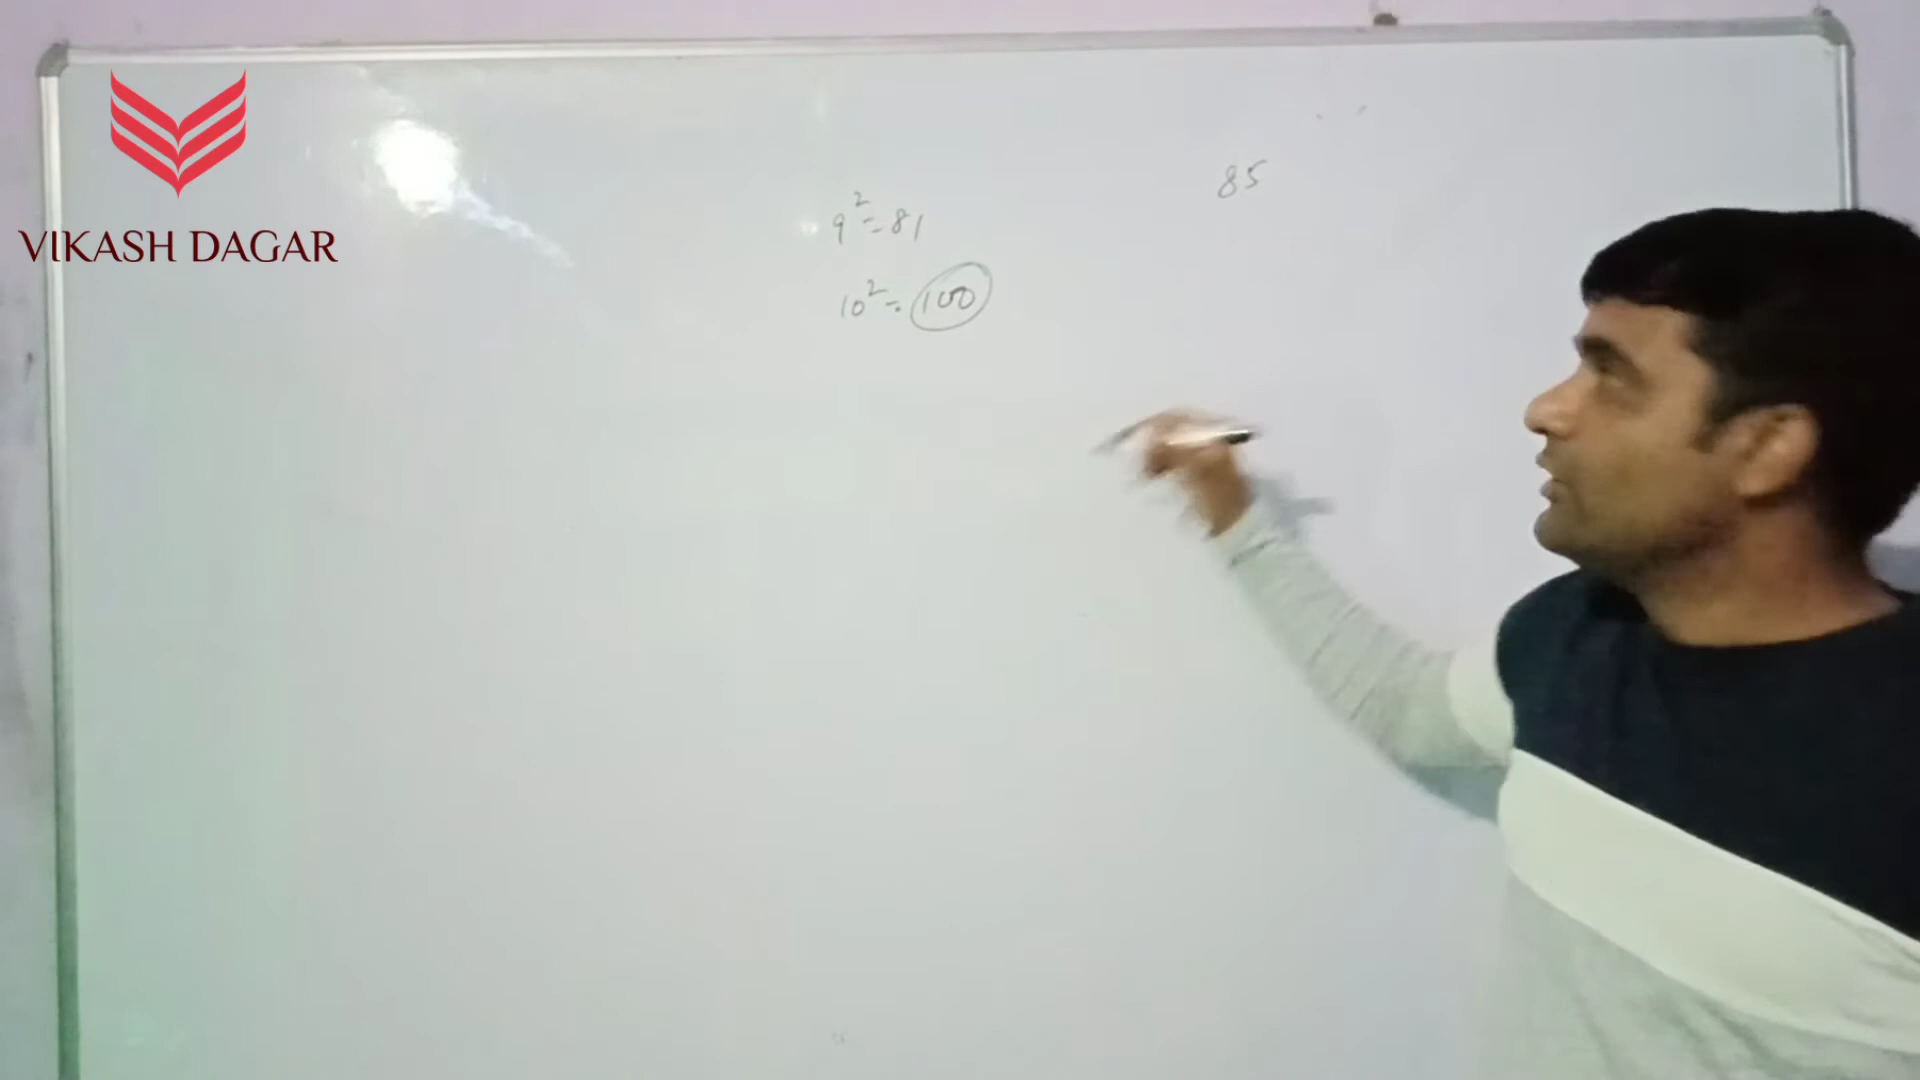 VIKASH DAGAR
85
9² = 81
10² = 100